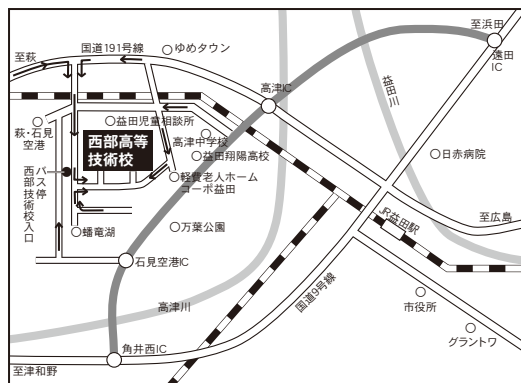 至浜田
国道191号線
ゆめタウン
至萩
遠田
IC
高津IC
益田川
益田児童相談所
萩・石見
空港
西部高等
技術校
高津中学校
益田翔陽高校
日赤病院
バス停
西部技術校入口
軽費老人ホーム
コーポ益田
至広島
JR益田駅
蟠竜湖
万葉公園
石見空港IC
高津川
国道9号線
市役所
グラントワ
角井西IC
至津和野